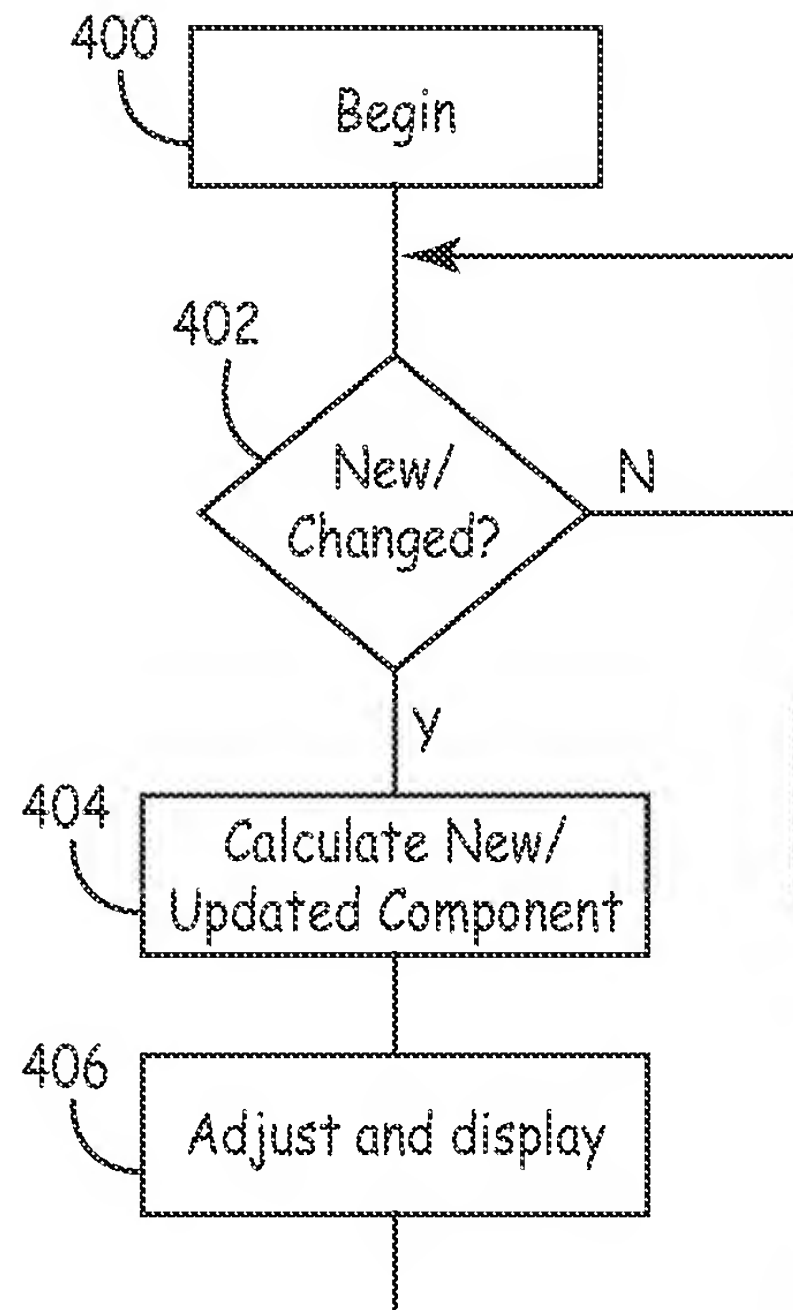 400
Begin
402
New/
Changed?
N
Y
404
Calculate New/
Updated Component
406
Adjust and display